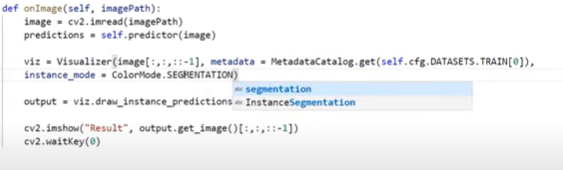 def onImage(self, imagePath):
    image = cv2.imread(imagePath)
    predictions = self.predictor(image)
    viz = Visualizer(image[:,:,::-1], metadata = MetadataCatalog.get(self.cfg.DATASETS.TRAIN[0]),
    instance_mode = ColorMode.SEGMENTATION)
abc segmentation
    output = viz.draw_instance_predictions abc InstanceSegmentation
    cv2.imshow("Result", output.get_image()[:,:,::-1])
    cv2.waitKey(0)